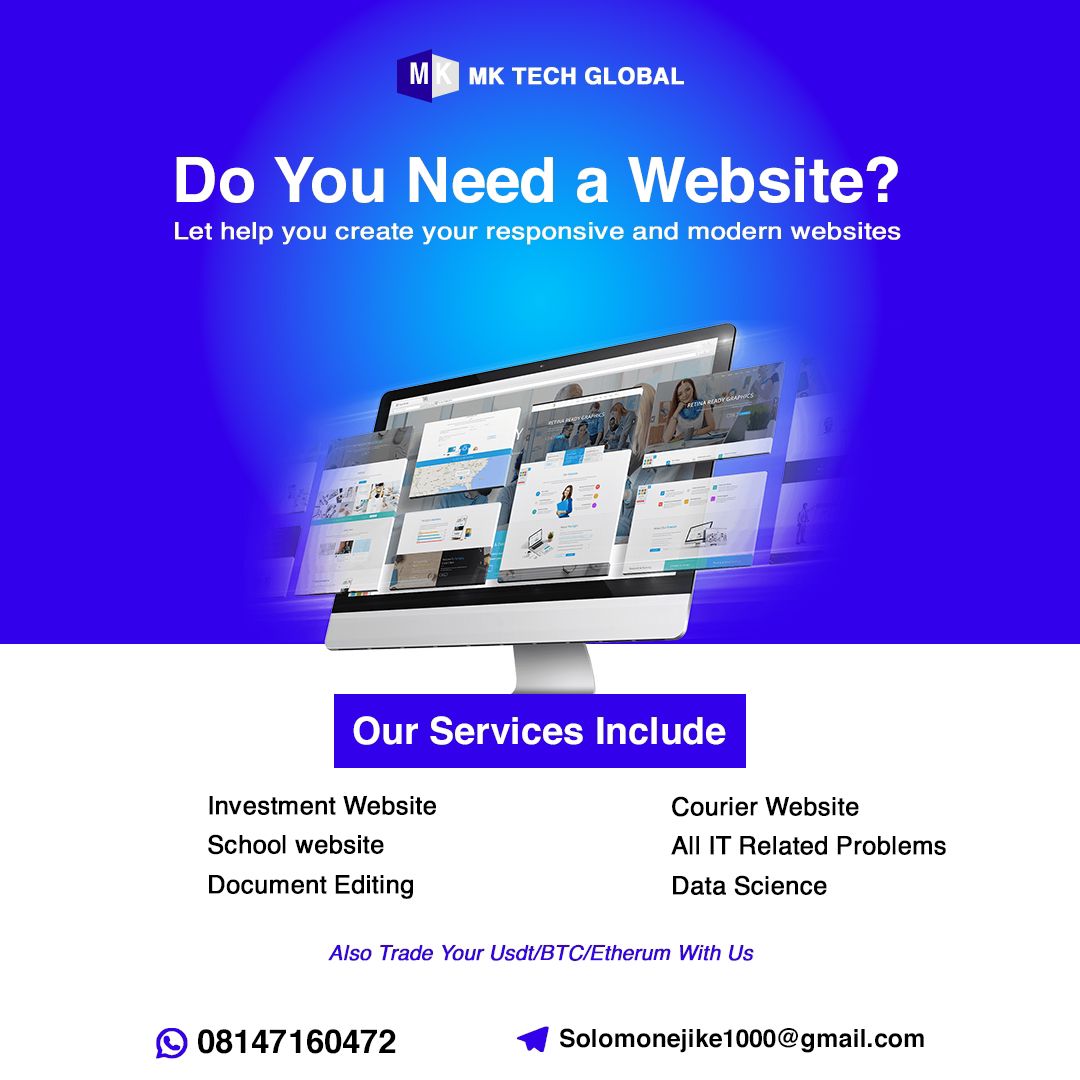 MK MK TECH GLOBAL
Do You Need a Website?
Let help you create your responsive and modern websites
RETINA READY GRAPHICS
RETINA READY GRAPHICS
Our Services Include
Investment Website
Courier Website
School website
All IT Related Problems
Document Editing
Data Science
Also Trade Your Usdt/BTC/Etherum With Us
08147160472
Solomonejike1000@gmail.com